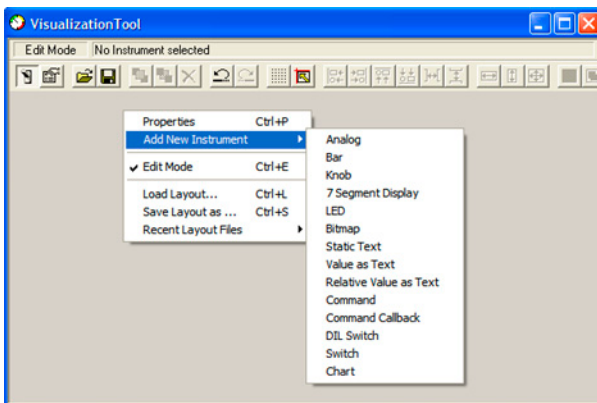 VisualizationTool
Edit Mode No Instrument selected
Properties Ctrl+P
Add New Instrument
Edit Mode Ctrl+E
Load Layout... Ctrl+L
Save Layout as ... Ctrl+S
Recent Layout Files
Analog
Bar
Knob
7 Segment Display
LED
Bitmap
Static Text
Value as Text
Relative Value as Text
Command
Command Callback
DIL Switch
Switch
Chart